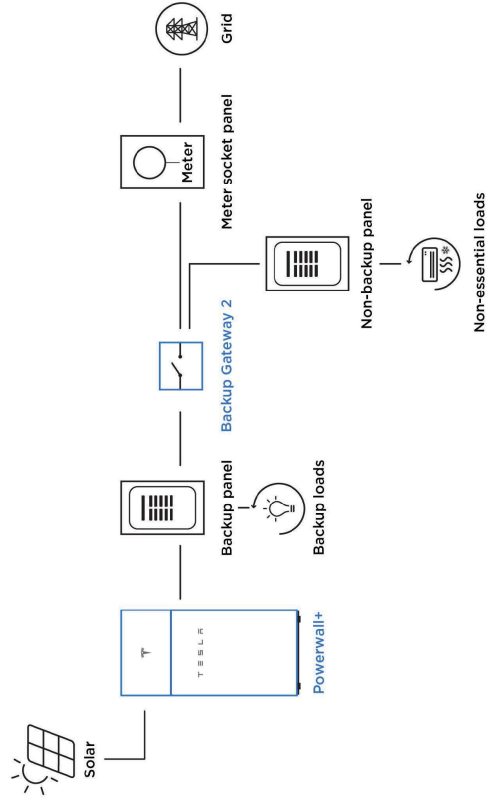 Solar
TESLA
Powerwall+
Backup panel
Backup loads
Backup Gateway 2
Non-backup panel
Non-essential loads
Meter
Meter socket panel
Grid